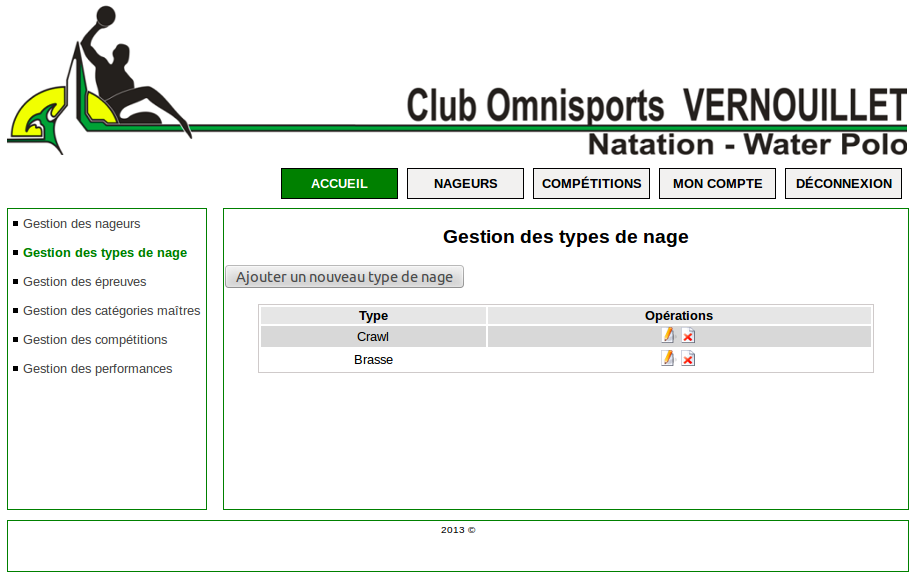 Club Omnisports VERNOUILLET
Natation - Water Polo
ACCUEIL NAGEURS COMPÉTITIONS MON COMPTE DÉCONNEXION
Gestion des nageurs
Gestion des types de nage
Gestion des épreuves
Gestion des catégories maîtres
Gestion des compétitions
Gestion des performances
Gestion des types de nage
Ajouter un nouveau type de nage
Type Opérations
Crawl
Brasse
2013 ©